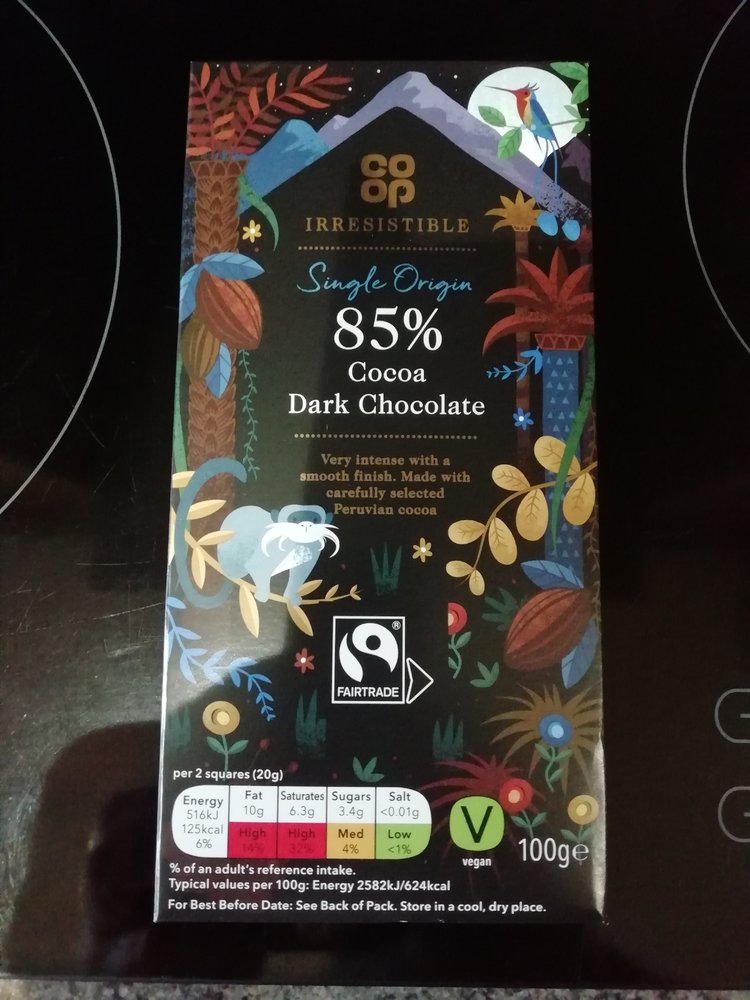 CO
OP
IRRESISTIBLE
Single Origin
85%
Cocoa
Dark Chocolate
Very intense with a
smooth finish. Made with
carefully selected
Peruvian cocoa
®
FAIRTRADE
per 2 squares (20g)
Energy Fat Saturates Sugars Salt
516kJ 10g 6.3g 3.4g <0.01g
125kcal High High Med Low
6% 14% 32% 4% <1%
V
vegan
100g℮
% of an adult's reference intake.
Typical values per 100g: Energy 2582kJ/624kcal
For Best Before Date: See Back of Pack. Store in a cool, dry place.